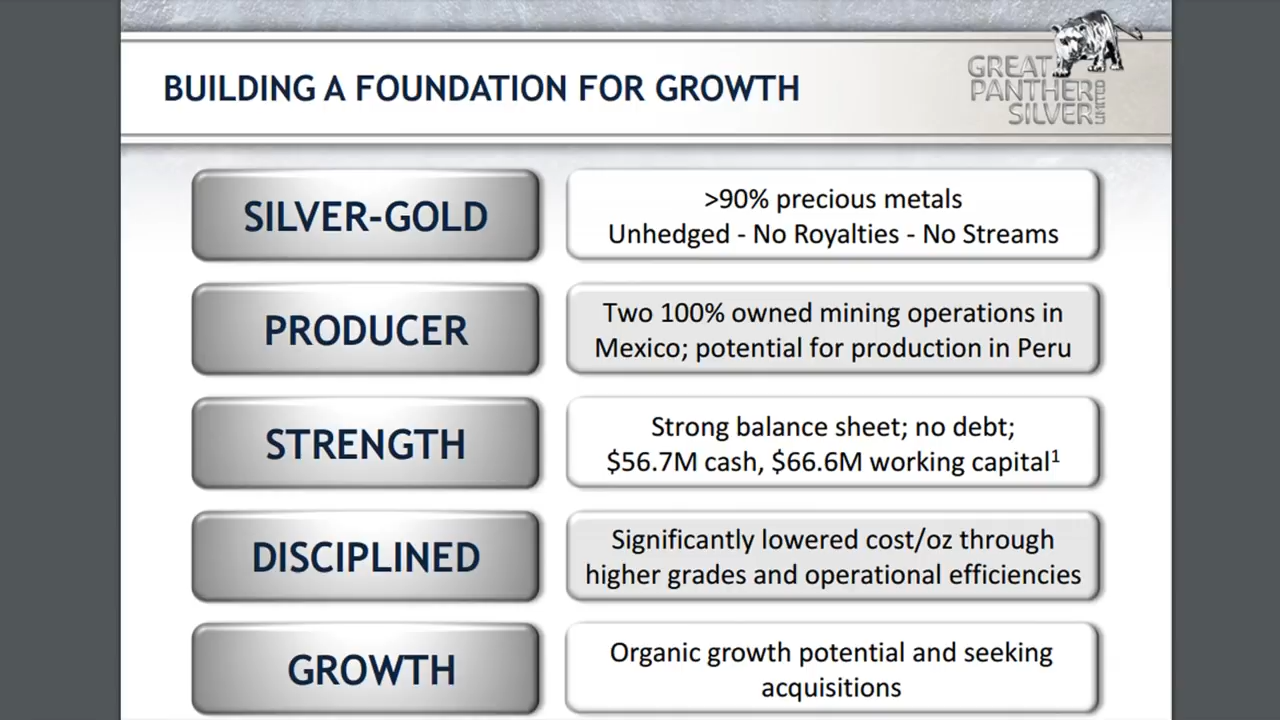 BUILDING A FOUNDATION FOR GROWTH
GREAT
PANTHER
SILVER
LIMITED
SILVER-GOLD
>90% precious metals
Unhedged - No Royalties - No Streams
PRODUCER
Two 100% owned mining operations in
Mexico; potential for production in Peru
STRENGTH
Strong balance sheet; no debt;
$56.7M cash, $66.6M working capital¹
DISCIPLINED
Significantly lowered cost/oz through
higher grades and operational efficiencies
GROWTH
Organic growth potential and seeking
acquisitions